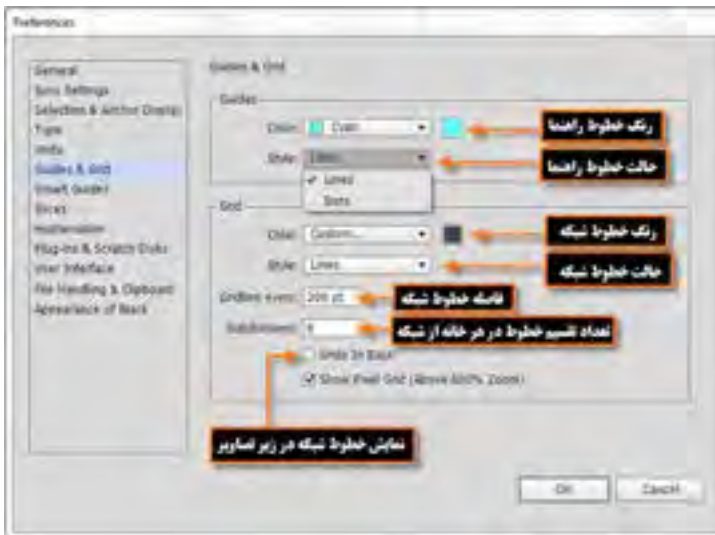 Preferences
General
Sync Settings
Selection & Anchor Display
Type
Units
Guides & Grid
Smart Guides
Slices
Hyphenation
Plug-ins & Scratch Disks
User Interface
File Handling & Clipboard
Appearance of Black
Guides & Grid
Guides
Color: Cyan
رنگ خطوط راهنما
Style: Lines
حالت خطوط راهنما
Lines
Dots
Grid
Color: Custom...
رنگ خطوط شبکه
Style: Lines
حالت خطوط شبکه
Gridline every: 200 pt
فاصله خطوط شبکه
Subdivisions:
تعداد تقسیم خطوط در هر خانه از شبکه
Grids In Back
Show Pixel Grid (Above 600% Zoom)
نمایش خطوط شبکه در زیر تصاویر
OK
Cancel